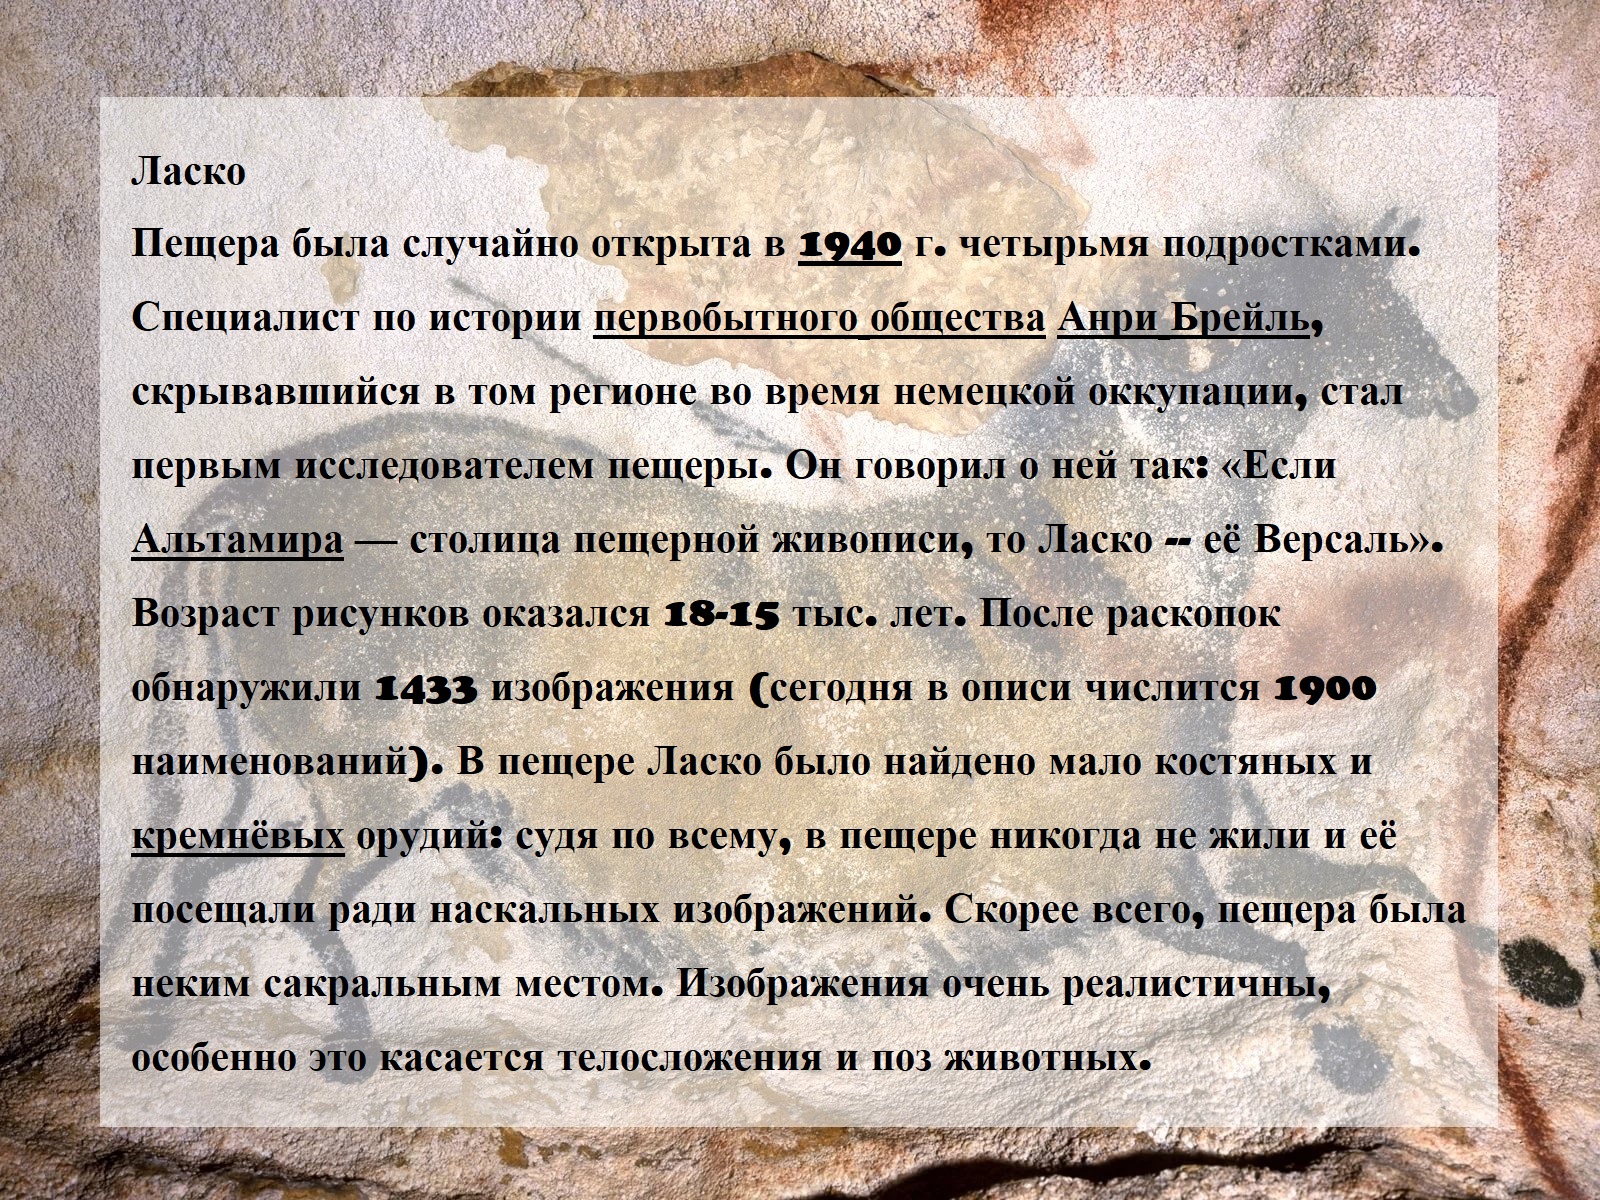 Ласко
Пещера была случайно открыта в 1940 г. четырьмя подростками.
Специалист по истории первобытного общества Анри Брейль,
скрывавшийся в том регионе во время немецкой оккупации, стал
первым исследователем пещеры. Он говорил о ней так: «Если
Альтамира — столица пещерной живописи, то Ласко -- её Версаль».
Возраст рисунков оказался 18-15 тыс. лет. После раскопок
обнаружили 1433 изображения (сегодня в описи числится 1900
наименований). В пещере Ласко было найдено мало костяных и
кремнёвых орудий: судя по всему, в пещере никогда не жили и её
посещали ради наскальных изображений. Скорее всего, пещера была
неким сакральным местом. Изображения очень реалистичны,
особенно это касается телосложения и поз животных.